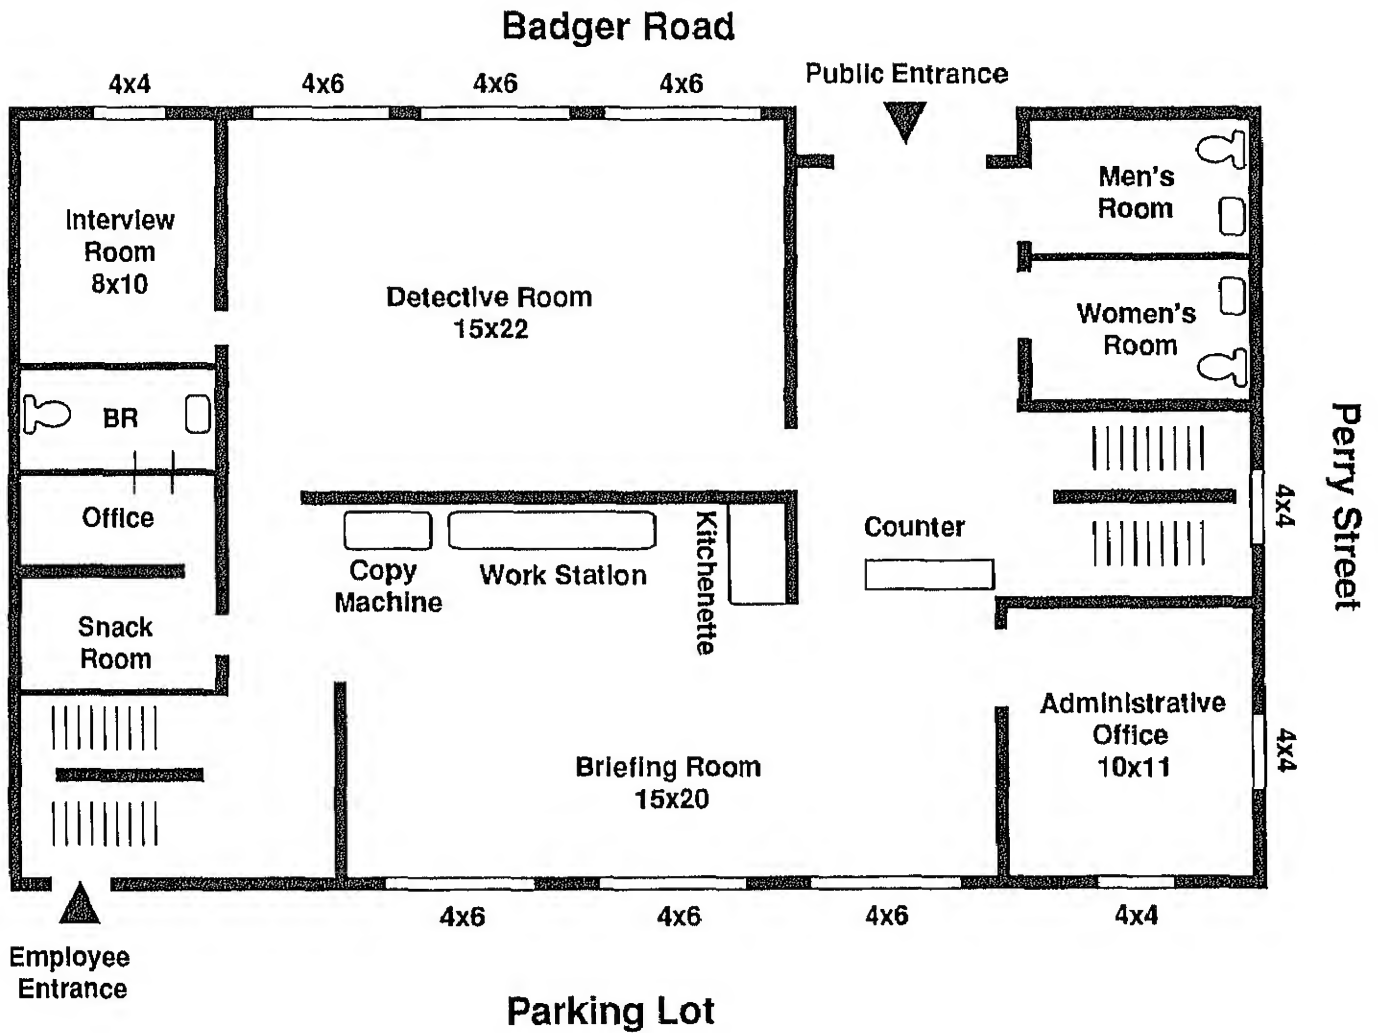 Badger Road
4x4
4x6
4x6
4x6
Public Entrance
Interview
Room
8x10
Detective Room
15x22
Men's
Room
Women's
Room
BR
Office
Snack
Room
Copy
Machine
Work Station
Kitchenette
Counter
4x4
Perry Street
Administrative
Office
10x11
4x4
Briefing Room
15x20
4x6
4x6
4x6
4x4
Employee
Entrance
Parking Lot